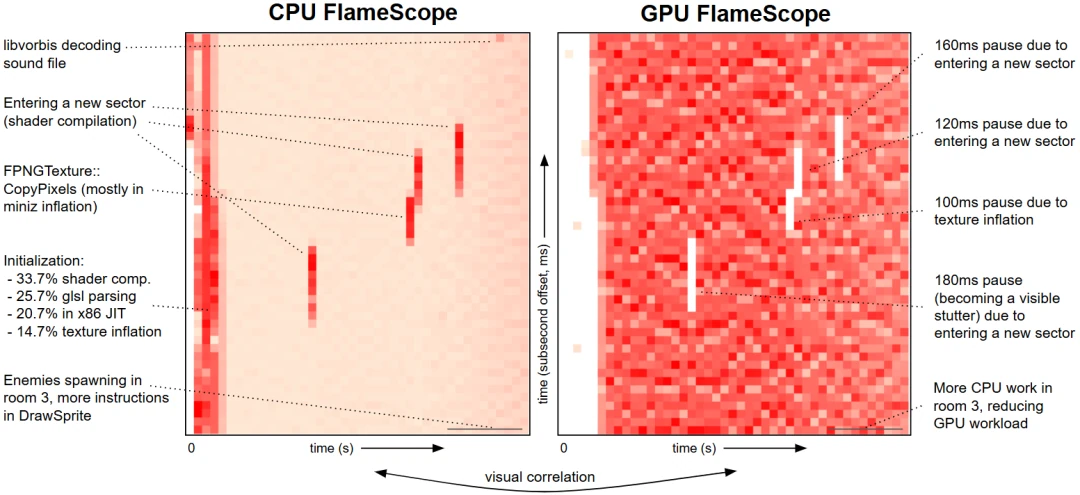 CPU FlameScope
GPU FlameScope
libvorbis decoding
sound file
Entering a new sector
(shader compilation)
FPNGTexture::
CopyPixels (mostly in
miniz inflation)
Initialization:
- 33.7% shader comp.
- 25.7% glsl parsing
- 20.7% in x86 JIT
- 14.7% texture inflation
Enemies spawning in
room 3, more instructions
in DrawSprite
time (subsecond offset, ms)
160ms pause due to
entering a new sector
120ms pause due to
entering a new sector
100ms pause due to
texture inflation
180ms pause
(becoming a visible
stutter) due to
entering a new sector
More CPU work in
room 3, reducing
GPU workload
0
time (s)
0
time (s)
visual correlation